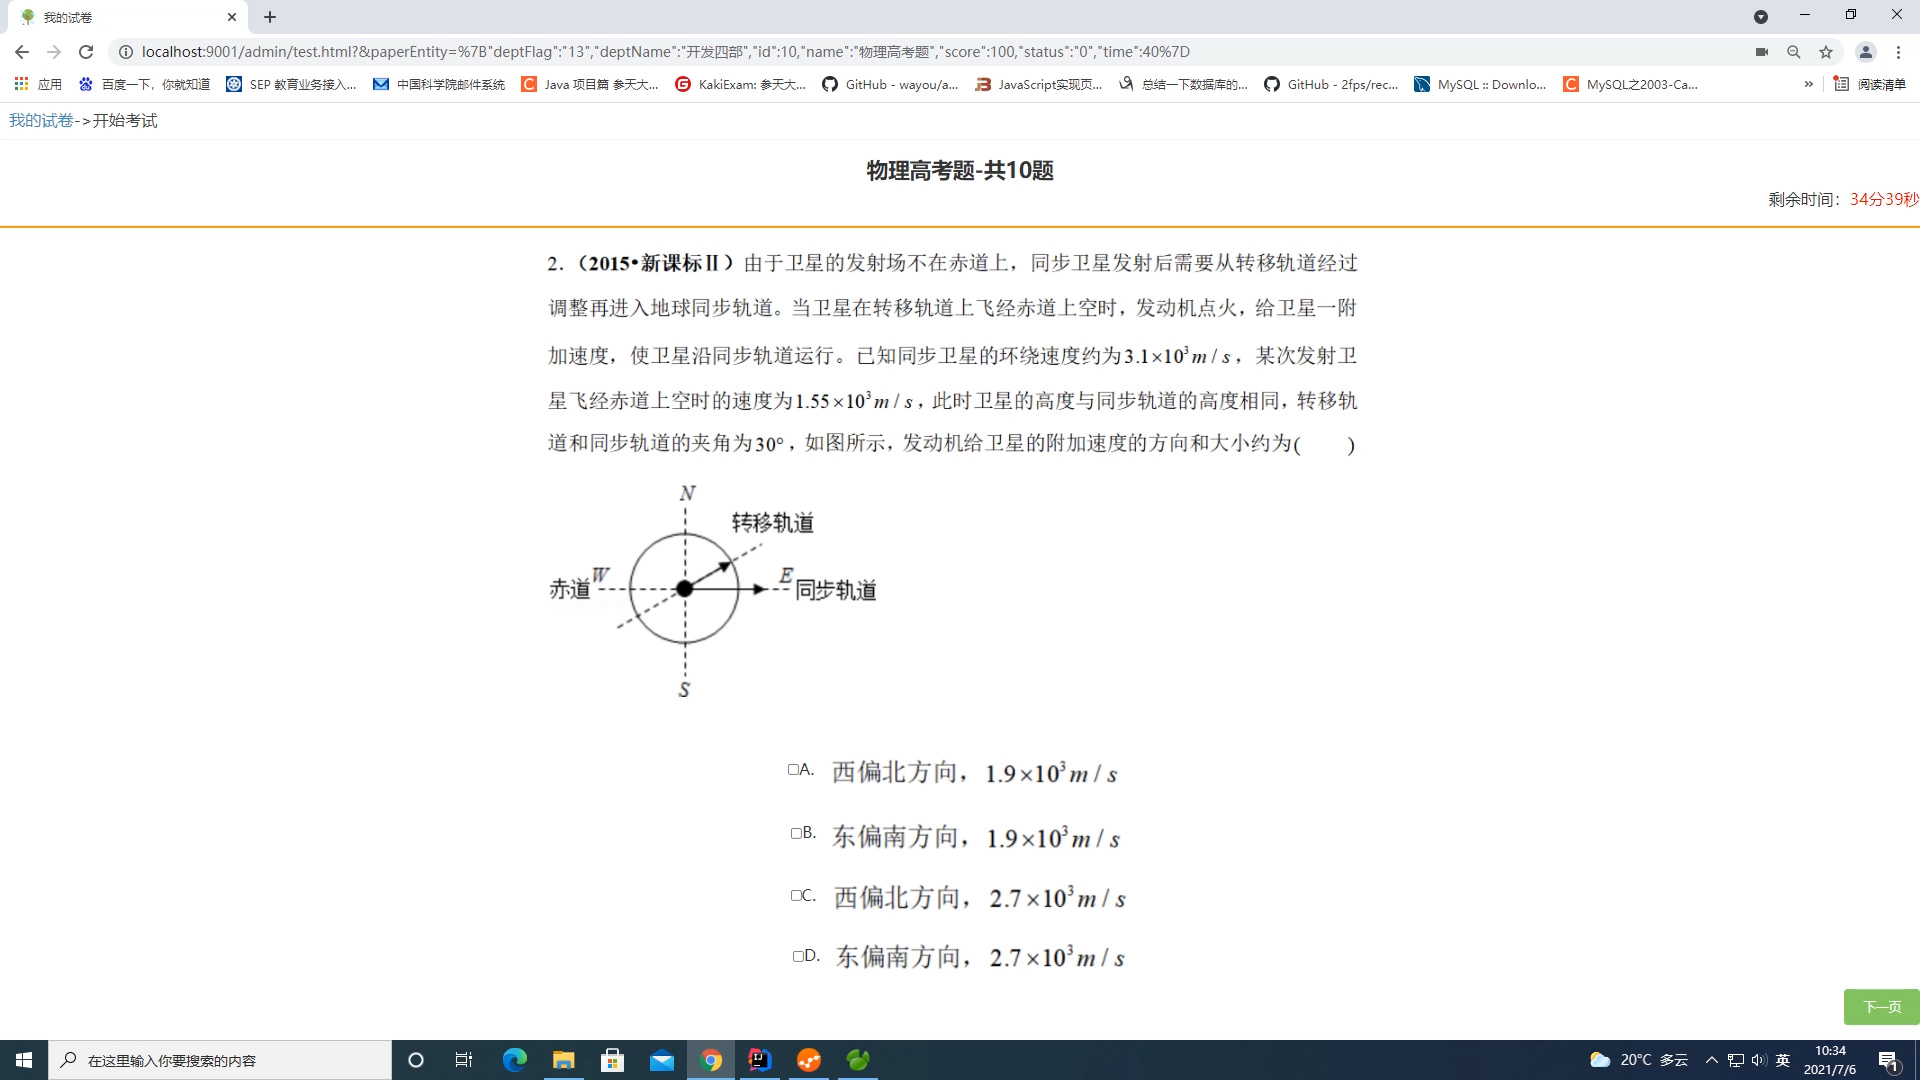 我的试卷
localhost:9001/admin/test.html?&paperEntity=%7B"deptFlag":"13","deptName":"开发四部","id":10,"name":"物理高考题","score":100,"status":"0","time":40%7D
应用 百度一下，你就知道 SEP 教育业务接入... 中国科学院邮件系统 Java 项目篇 参天大... KakiExam: 参天大... GitHub - wayou/a... JavaScript实现页... 总结一下数据库的... GitHub - 2fps/rec... MySQL :: Downlo... MySQL之2003-Ca... » 阅读清单
我的试卷->开始考试
物理高考题-共10题
剩余时间：34分39秒
2.（2015•新课标Ⅱ）由于卫星的发射场不在赤道上，同步卫星发射后需要从转移轨道经过
调整再进入地球同步轨道。当卫星在转移轨道上飞经赤道上空时，发动机点火，给卫星一附
加速度，使卫星沿同步轨道运行。已知同步卫星的环绕速度约为3.1×10³m/s，某次发射卫
星飞经赤道上空时的速度为1.55×10³m/s，此时卫星的高度与同步轨道的高度相同，转移轨
道和同步轨道的夹角为30°，如图所示，发动机给卫星的附加速度的方向和大小约为(　　)
N
转移轨道
赤道 W E 同步轨道
S
A. 西偏北方向，1.9×10³m/s
B. 东偏南方向，1.9×10³m/s
C. 西偏北方向，2.7×10³m/s
D. 东偏南方向，2.7×10³m/s
下一页
在这里输入你要搜索的内容
20°C 多云 英 10:34
2021/7/6
1